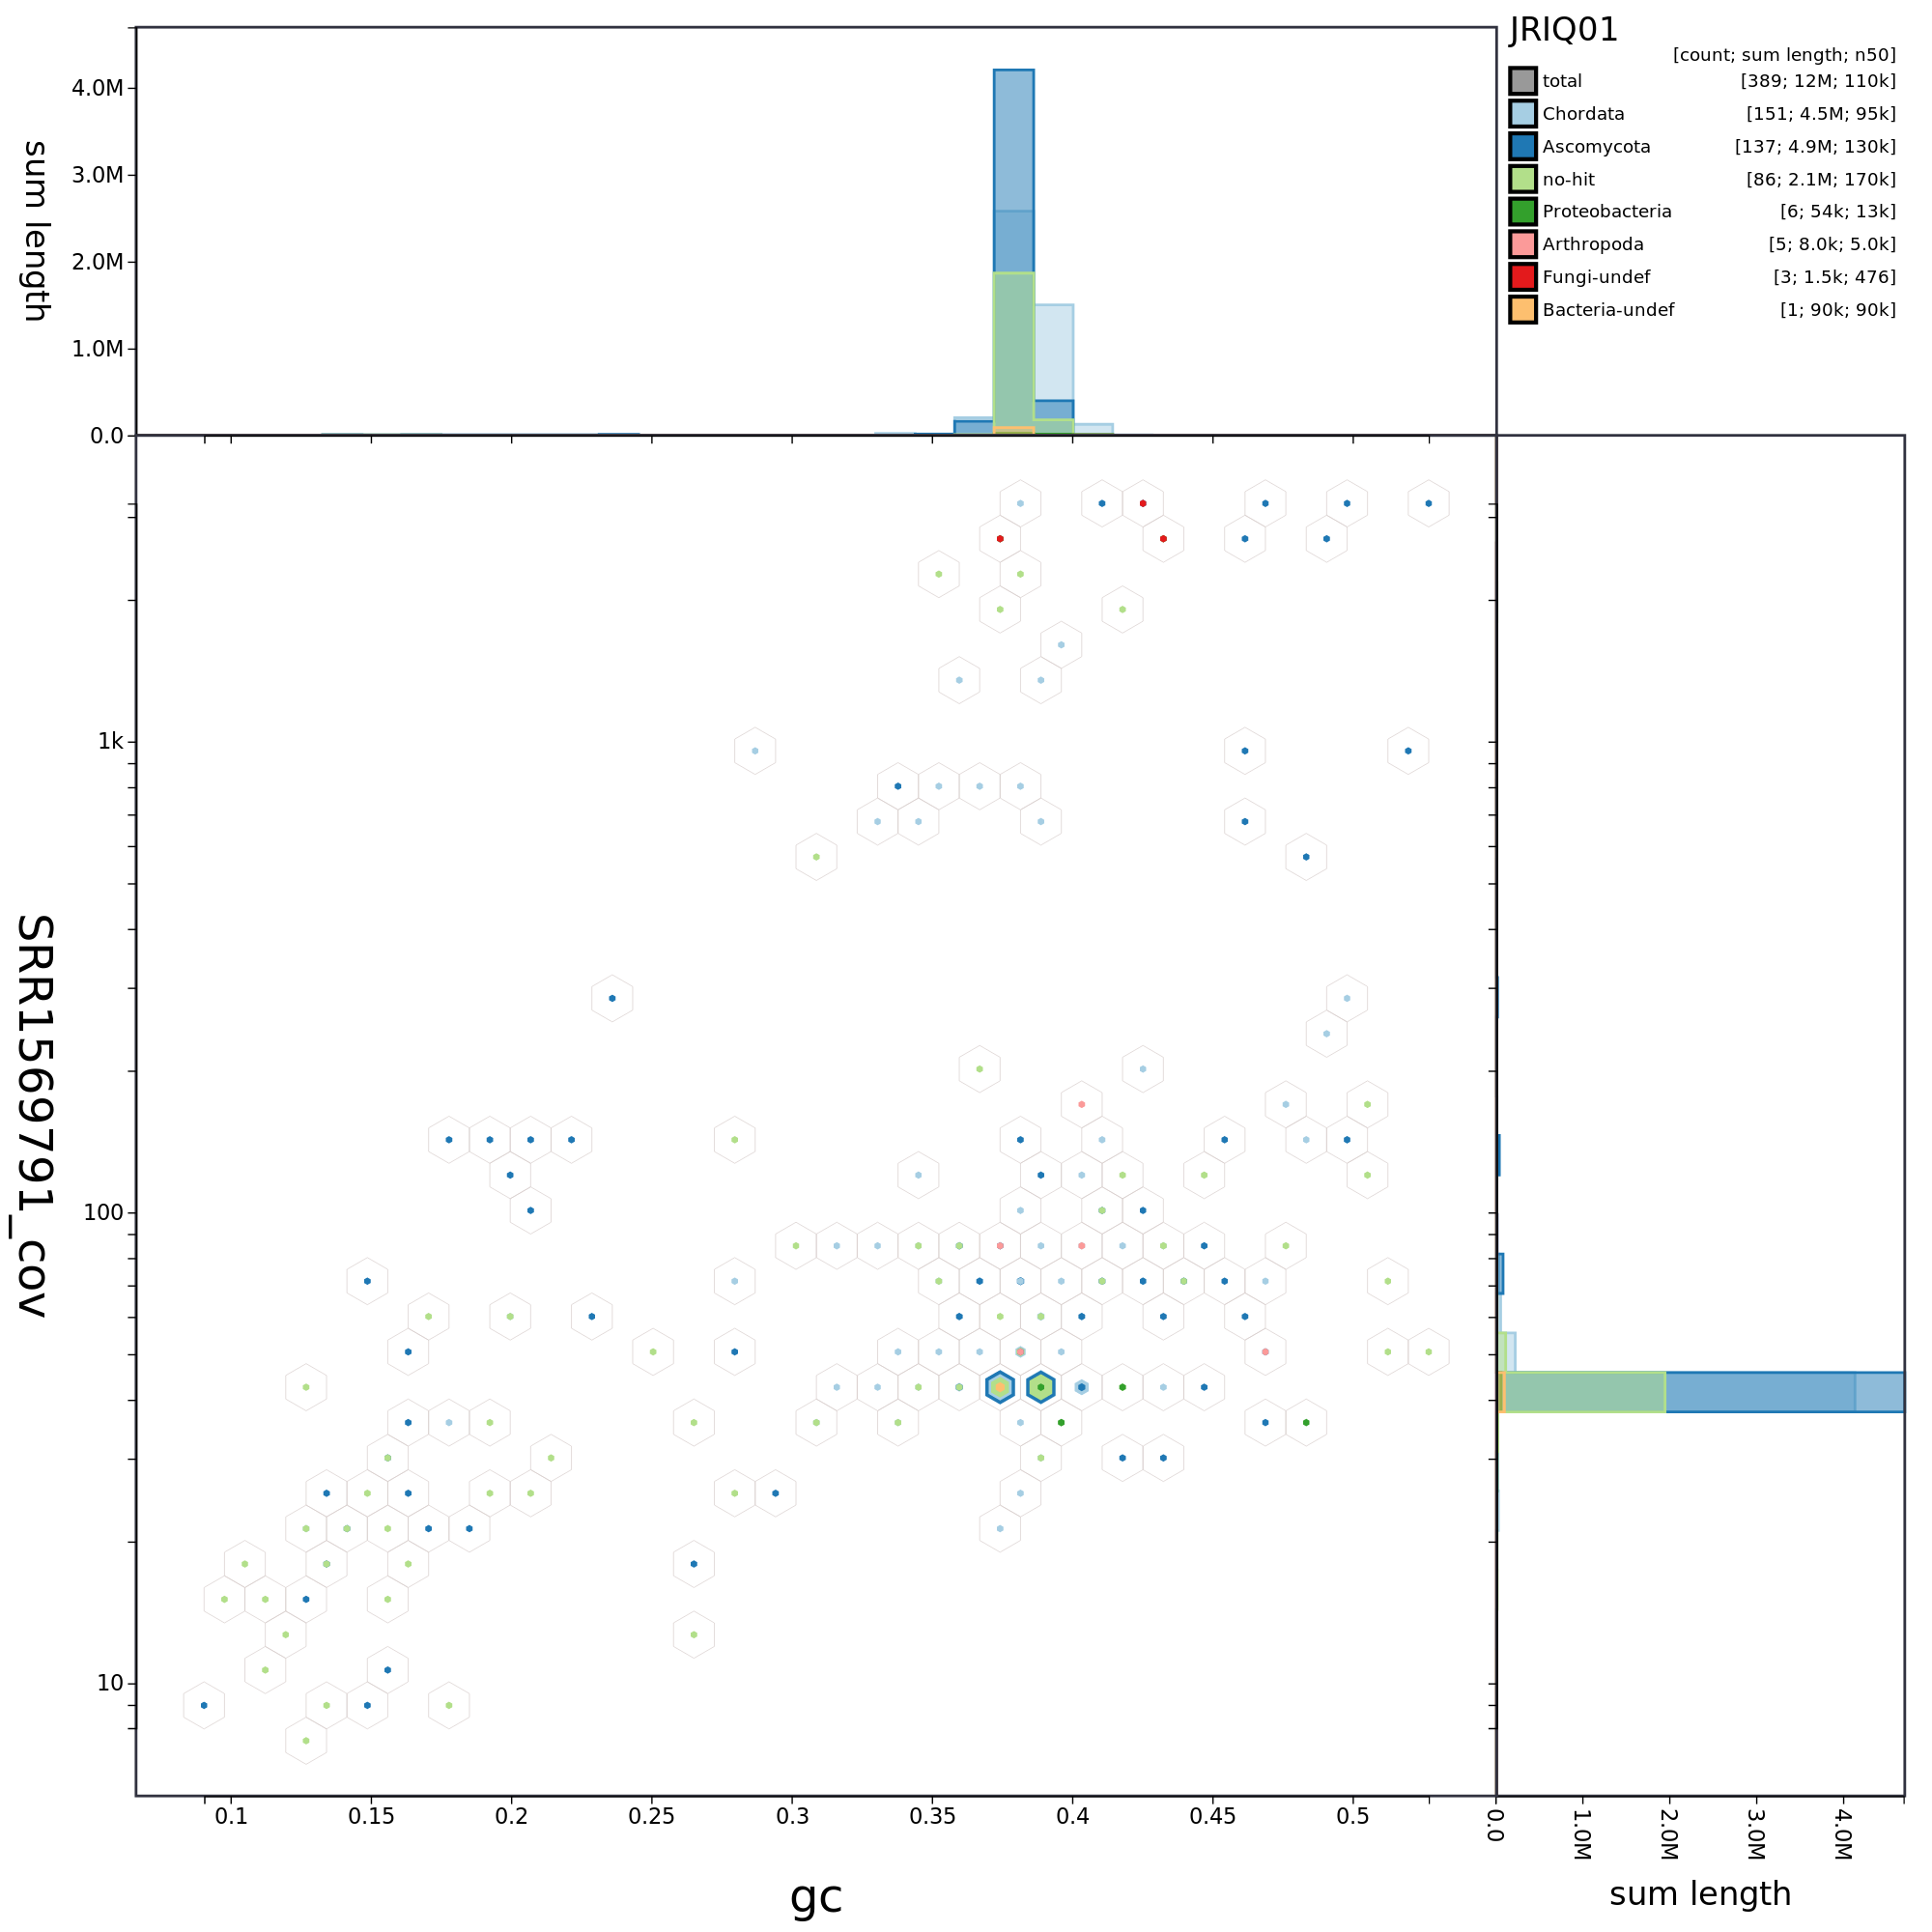 JRIQ01
[count; sum length; n50]
total [389; 12M; 110k]
Chordata [151; 4.5M; 95k]
Ascomycota [137; 4.9M; 130k]
no-hit [86; 2.1M; 170k]
Proteobacteria [6; 54k; 13k]
Arthropoda [5; 8.0k; 5.0k]
Fungi-undef [3; 1.5k; 476]
Bacteria-undef [1; 90k; 90k]
sum length
4.0M
3.0M
2.0M
1.0M
0.0
SRR1569791_cov
1k
100
10
0.1 0.15 0.2 0.25 0.3 0.35 0.4 0.45 0.5
gc
0.0 1.0M 2.0M 3.0M 4.0M
sum length